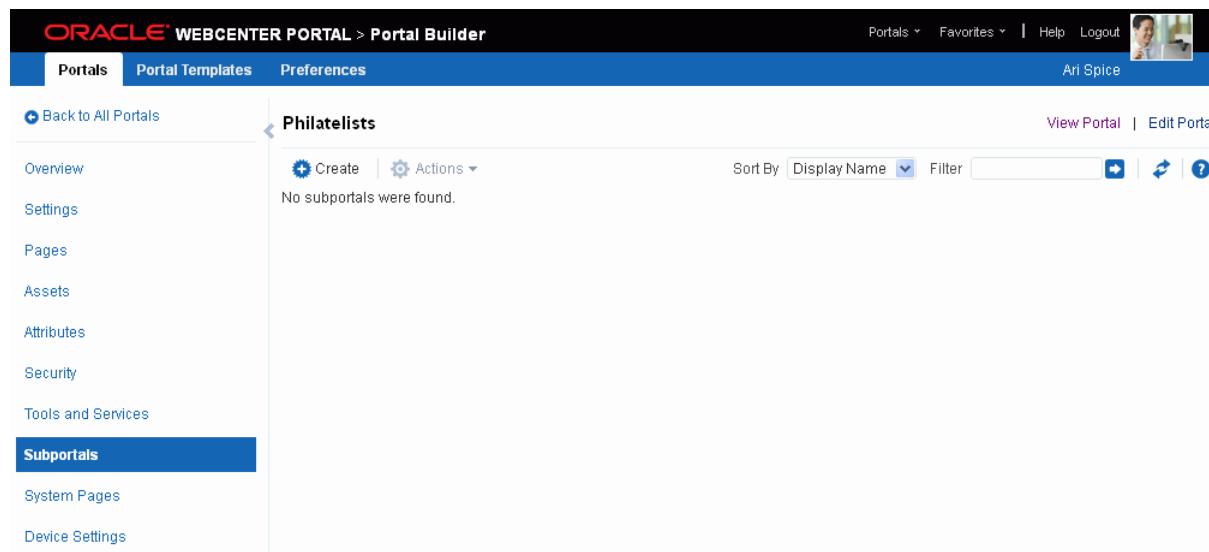 ORACLE WEBCENTER PORTAL > Portal Builder
Portals Favorites | Help Logout
Portals Portal Templates Preferences
Ari Spice
Back to All Portals
Philatelists
View Portal | Edit Porta
Overview
Create Actions
Sort By Display Name Filter
No subportals were found.
Settings
Pages
Assets
Attributes
Security
Tools and Services
Subportals
System Pages
Device Settings